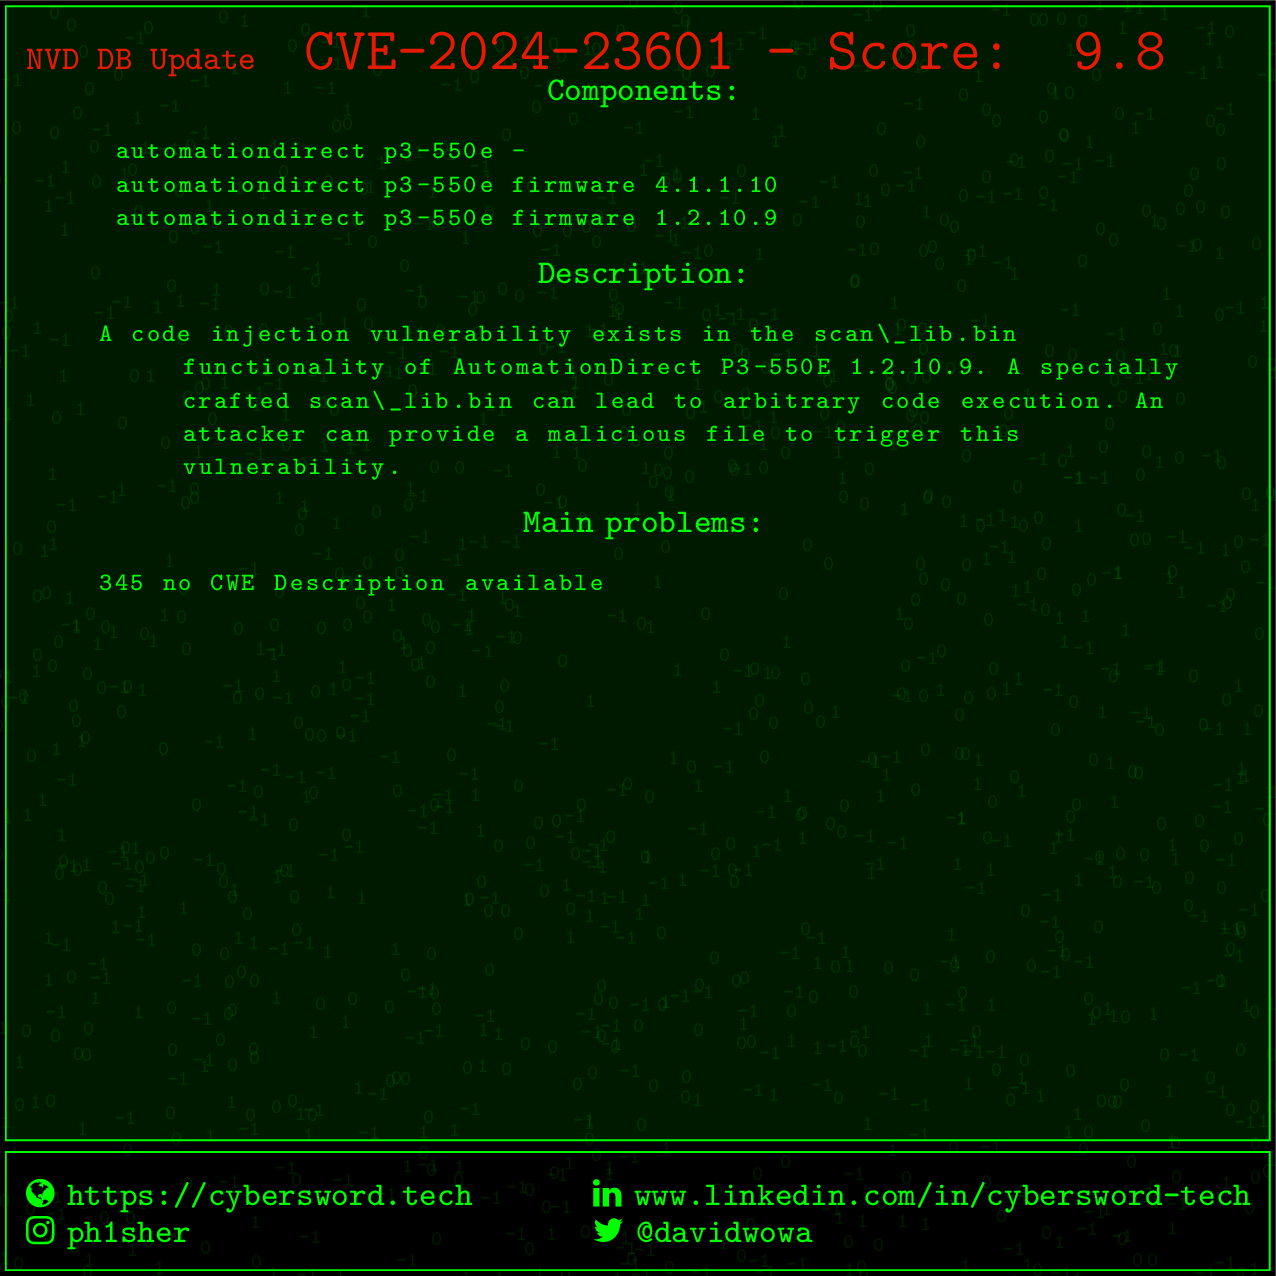 NVD DB Update CVE-2024-23601 - Score: 9.8
Components:
automationdirect p3-550e -
automationdirect p3-550e firmware 4.1.1.10
automationdirect p3-550e firmware 1.2.10.9
Description:
A code injection vulnerability exists in the scan\_lib.bin
functionality of AutomationDirect P3-550E 1.2.10.9. A specially
crafted scan\_lib.bin can lead to arbitrary code execution. An
attacker can provide a malicious file to trigger this
vulnerability.
Main problems:
345 no CWE Description available
https://cybersword.tech www.linkedin.com/in/cybersword-tech
ph1sher @davidwowa